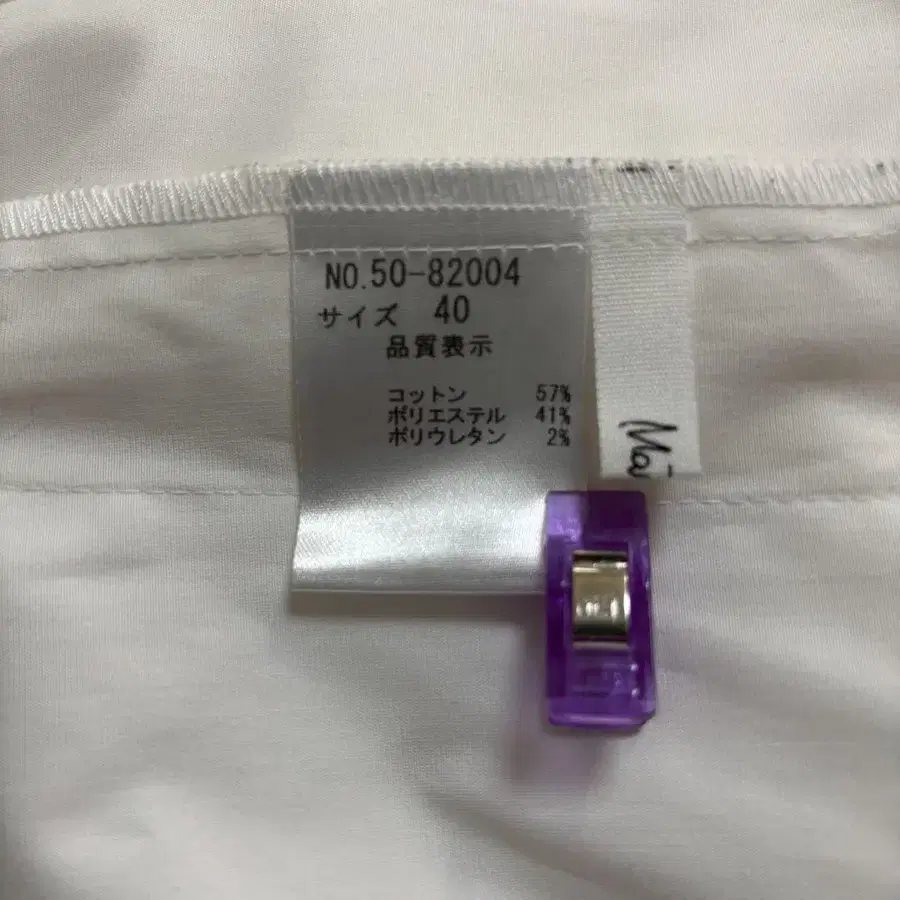 NO.50-82004
サイズ 40
品質表示
コットン 57%
ポリエステル 41%
ポリウレタン 2%